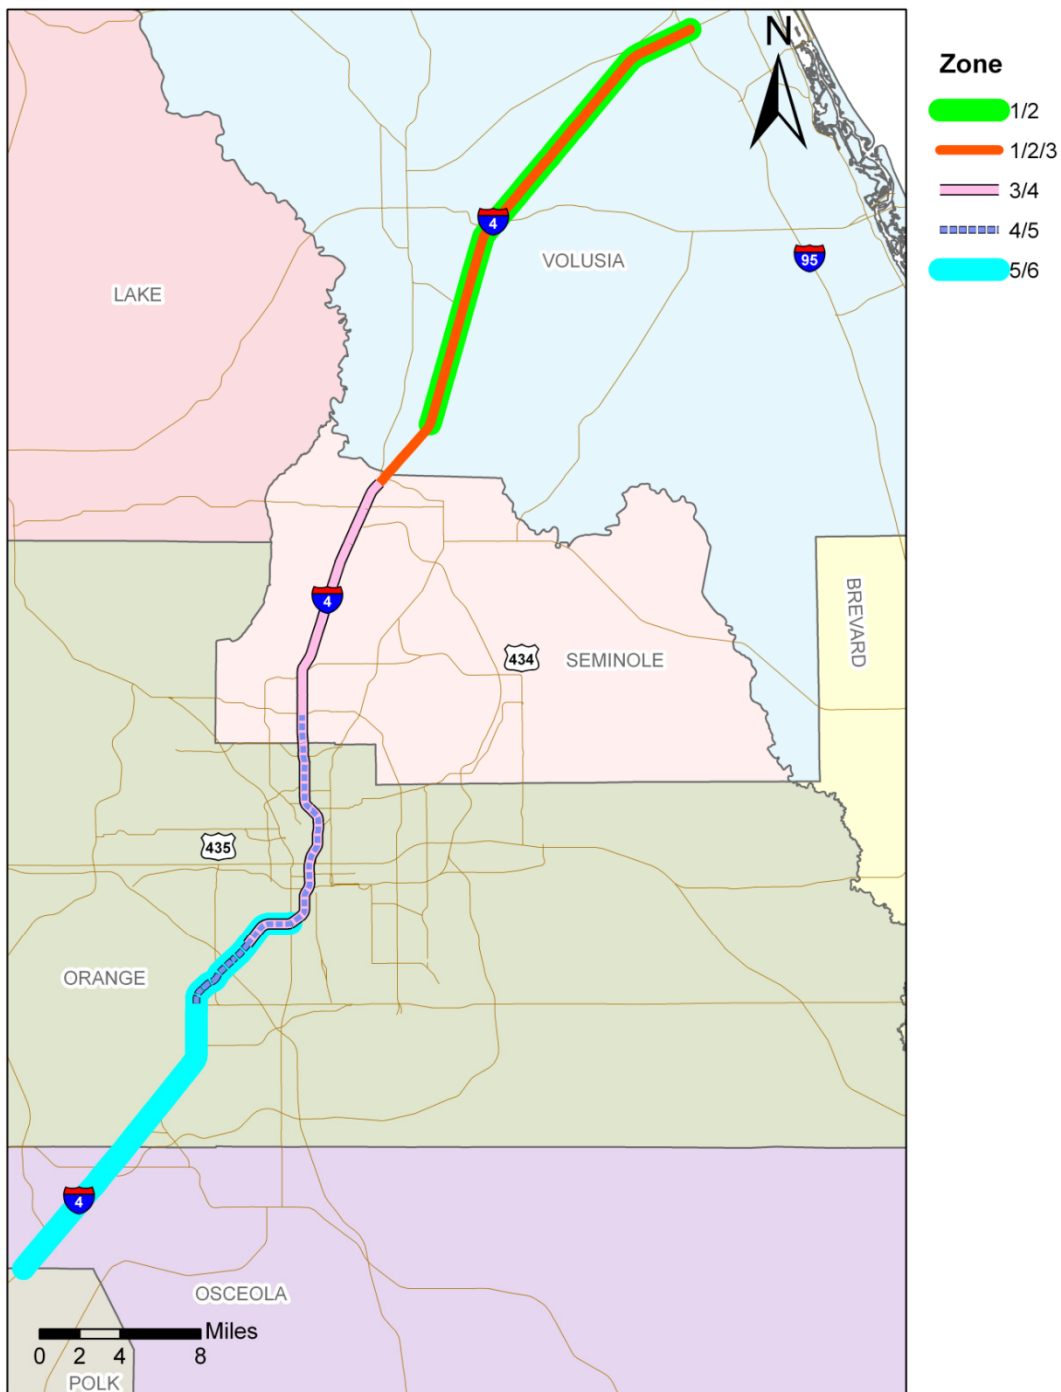 N
Zone
1/2
1/2/3
3/4
4/5
5/6
4
VOLUSIA
95
LAKE
4
BREVARD
434
SEMINOLE
435
ORANGE
4
OSCEOLA
Miles
0 2 4 8
POLK